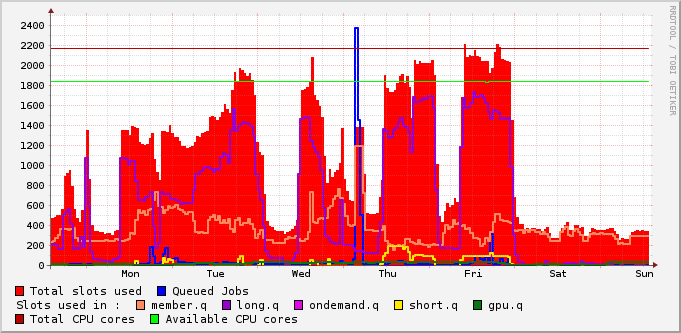 RRDTOOL / TOBI OETIKER
2400
2200
2000
1800
1600
1400
1200
1000
800
600
400
200
0
Mon Tue Wed Thu Fri Sat Sun
Total slots used Queued Jobs
Slots used in : member.q long.q ondemand.q short.q gpu.q
Total CPU cores Available CPU cores